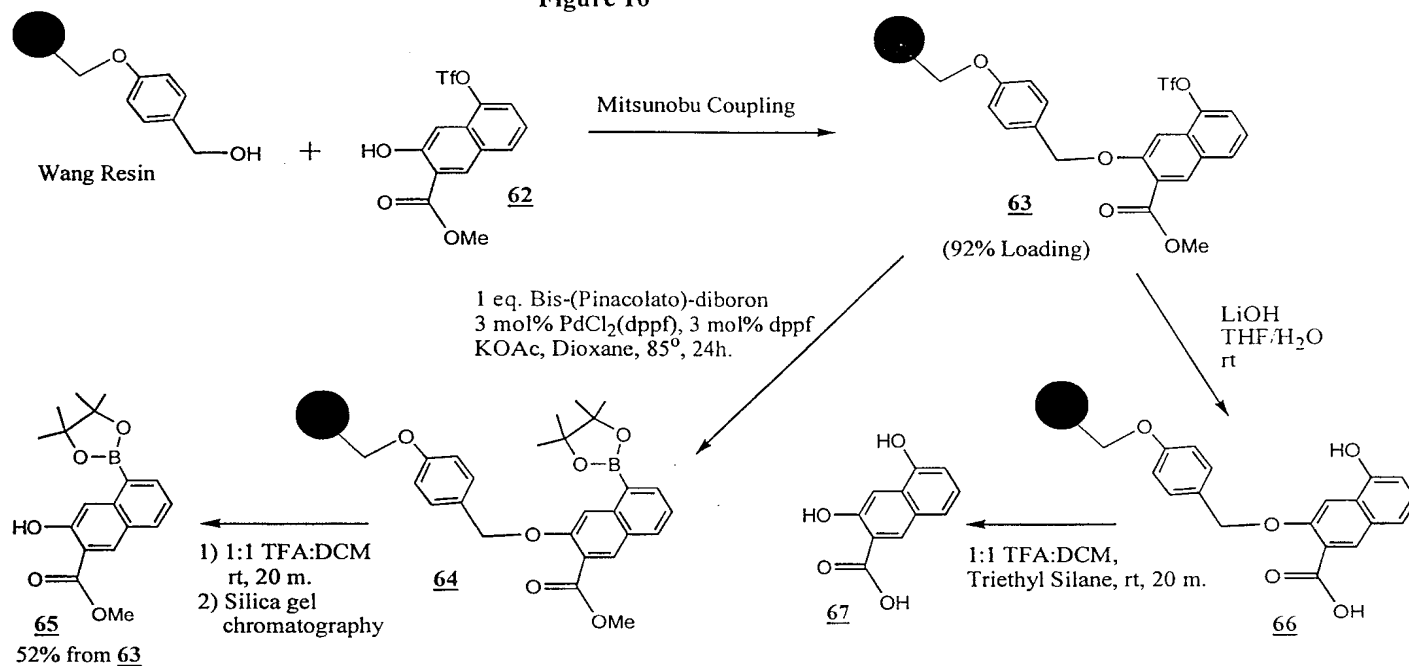 Figure 16
O
OH
Wang Resin
+
TfO
HO
O
OMe
62
Mitsunobu Coupling
O
TfO
O
O
OMe
63
(92% Loading)
1 eq. Bis-(Pinacolato)-diboron
3 mol% PdCl2(dppf), 3 mol% dppf
KOAc, Dioxane, 85°, 24h.
LiOH
THF/H2O
rt
O
O
B
HO
O
OMe
65
52% from 63
1) 1:1 TFA:DCM
rt, 20 m.
2) Silica gel
chromatography
O
O
O
B
O
O
OMe
64
HO
HO
O
OH
67
1:1 TFA:DCM,
Triethyl Silane, rt, 20 m.
O
HO
O
O
OH
66